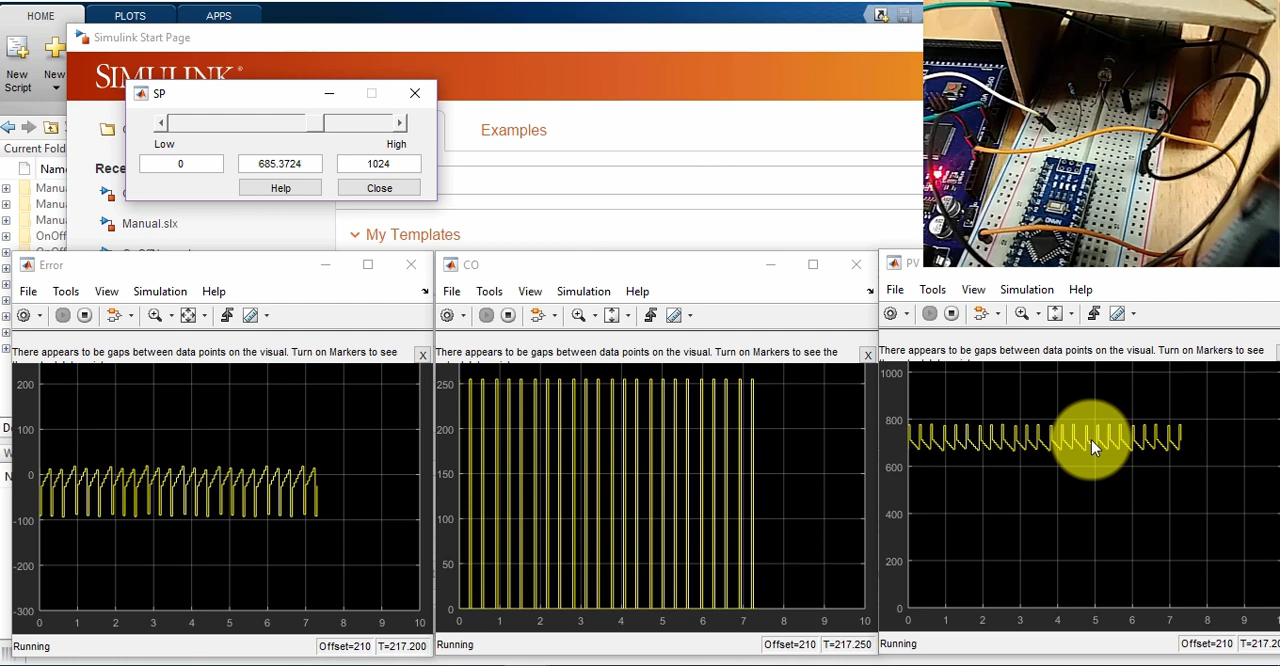 HOME PLOTS APPS
Simulink Start Page
New Script
New
SIMULINK®
SP
Low High
0 685.3724 1024
Help Close
Examples
Current Fold
Name
Rece
Manual.slx
My Templates
Error
File Tools View Simulation Help
There appears to be gaps between data points on the visual. Turn on Markers to see
200
100
0
-100
-200
-300
0 1 2 3 4 5 6 7 8 9 10
Running Offset=210 T=217.200
CO
File Tools View Simulation Help
There appears to be gaps between data points on the visual. Turn on Markers to see the
250
200
150
100
50
0
0 1 2 3 4 5 6 7 8 9 10
Running Offset=210 T=217.250
PV
File Tools View Simulation Help
There appears to be gaps between data points on the visual. Turn on Markers to see
1000
800
600
400
200
0
0 1 2 3 4 5 6 7 8 9
Running Offset=210 T=217.20